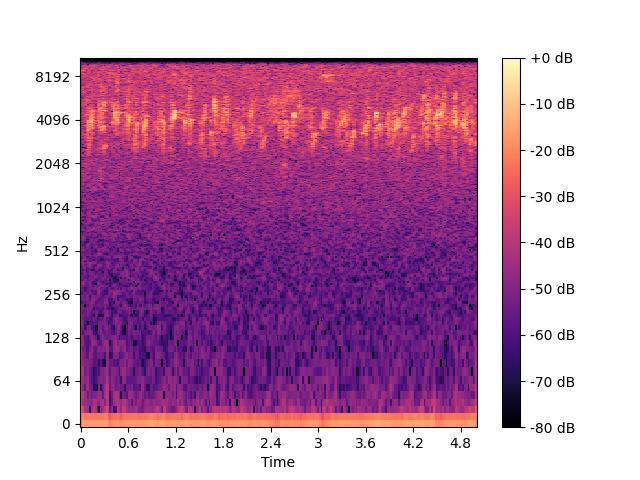 8192
4096
2048
1024
512
256
128
64
0
Hz
0 0.6 1.2 1.8 2.4 3 3.6 4.2 4.8
Time
+0 dB
-10 dB
-20 dB
-30 dB
-40 dB
-50 dB
-60 dB
-70 dB
-80 dB